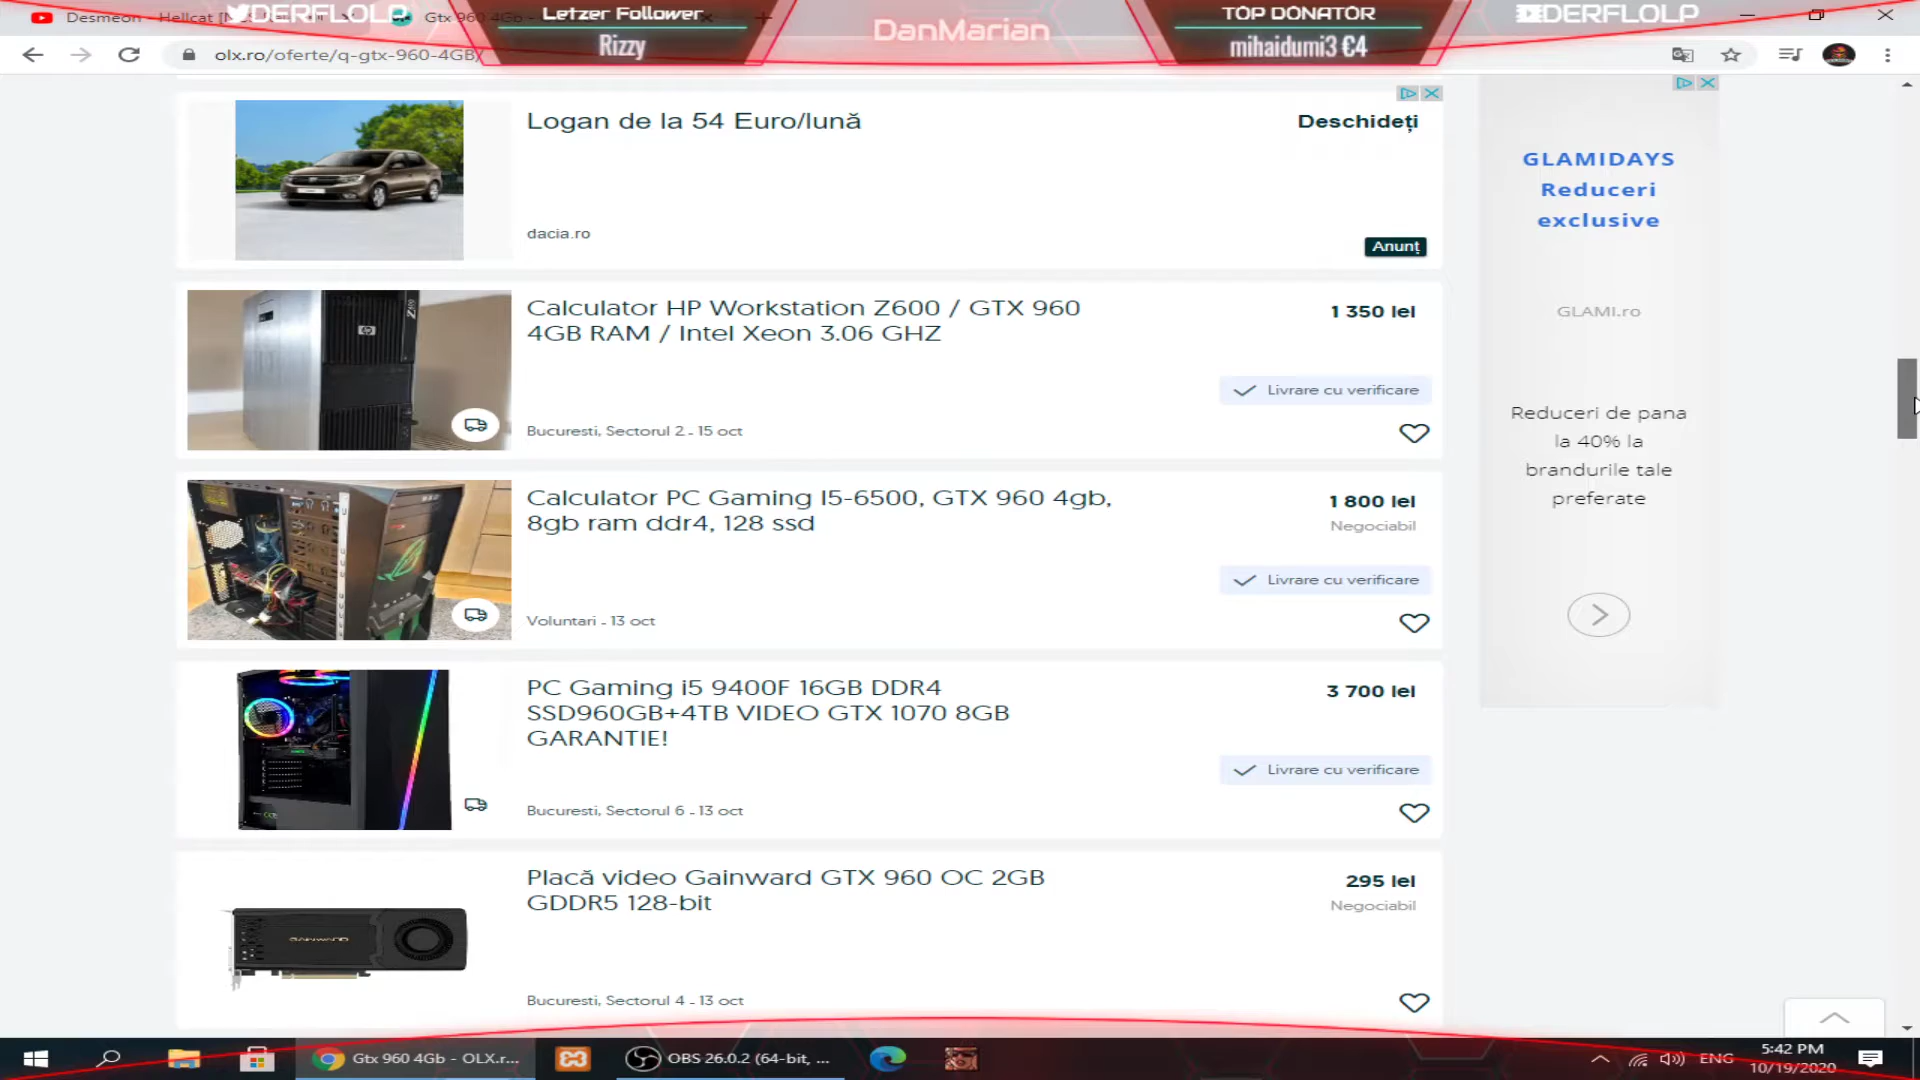 Desmeon - Hellcat [
Gtx 960 4Gb
DERFLOLP
Letzer Follower
Rizzy
DanMarian
TOP DONATOR
mihaidumi3 €4
DERFLOLP
olx.ro/oferte/q-gtx-960-4GB/
Logan de la 54 Euro/lună
Deschideți
dacia.ro
Anunț
Calculator HP Workstation Z600 / GTX 960
4GB RAM / Intel Xeon 3.06 GHZ
1 350 lei
Livrare cu verificare
Bucuresti, Sectorul 2 - 15 oct
Calculator PC Gaming I5-6500, GTX 960 4gb,
8gb ram ddr4, 128 ssd
1 800 lei
Negociabil
Livrare cu verificare
Voluntari - 13 oct
PC Gaming i5 9400F 16GB DDR4
SSD960GB+4TB VIDEO GTX 1070 8GB
GARANTIE!
3 700 lei
Livrare cu verificare
Bucuresti, Sectorul 6 - 13 oct
Placă video Gainward GTX 960 OC 2GB
GDDR5 128-bit
295 lei
Negociabil
GAINWARD
Bucuresti, Sectorul 4 - 13 oct
GLAMIDAYS
Reduceri
exclusive
GLAMI.ro
Reduceri de pana
la 40% la
brandurile tale
preferate
Gtx 960 4Gb - OLX.r...
OBS 26.0.2 (64-bit, ...
ENG
5:42 PM
10/19/2020